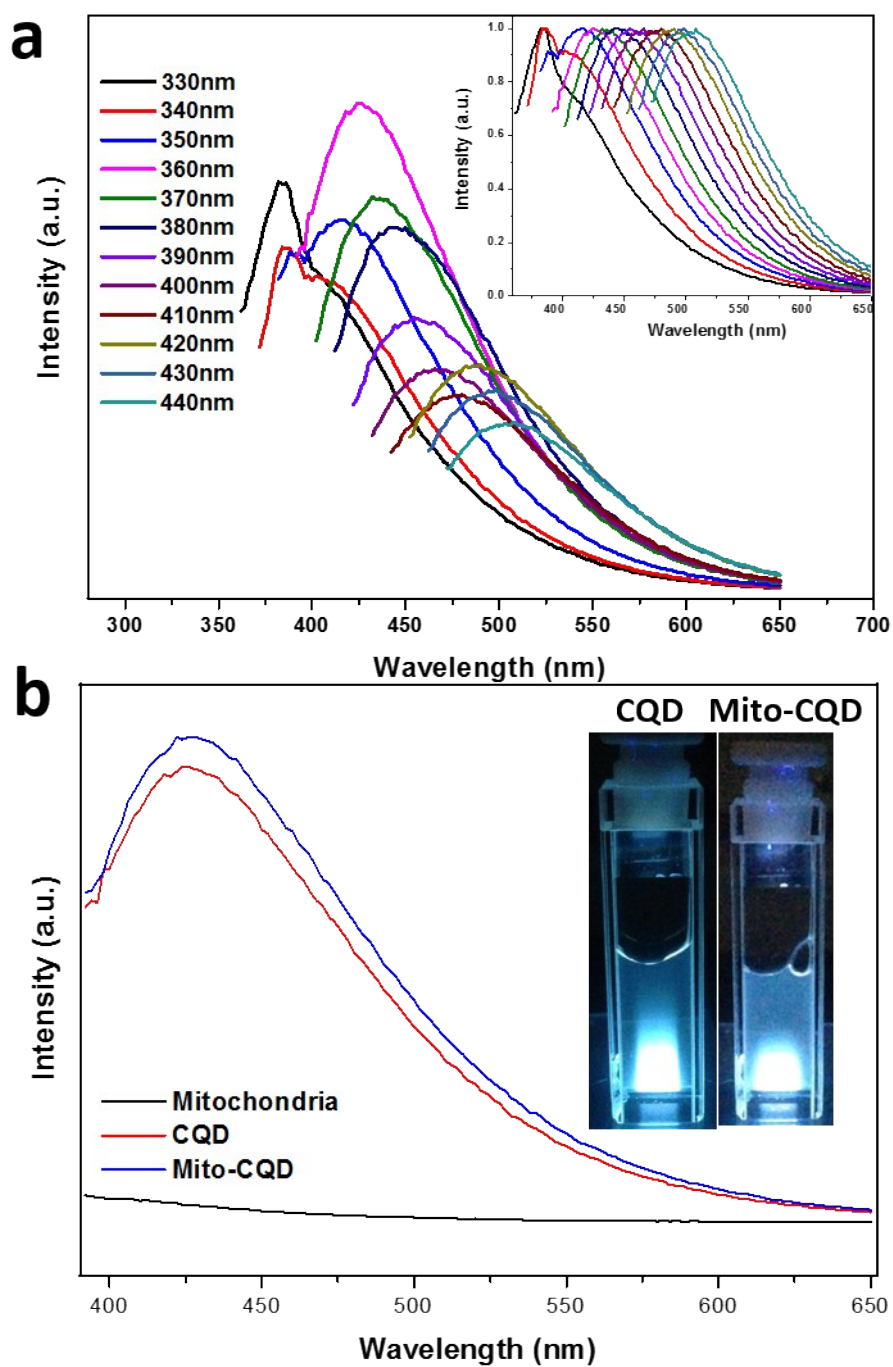 a
330nm
340nm
350nm
360nm
370nm
380nm
390nm
400nm
410nm
420nm
430nm
440nm
Intensity (a.u.)
300 350 400 450 500 550 600 650 700
Wavelength (nm)
1.0
0.8
0.6
0.4
0.2
0.0
Intensity (a.u.)
400 450 500 550 600 650
Wavelength (nm)
b
CQD Mito-CQD
Intensity (a.u.)
Mitochondria
CQD
Mito-CQD
400 450 500 550 600 650
Wavelength (nm)